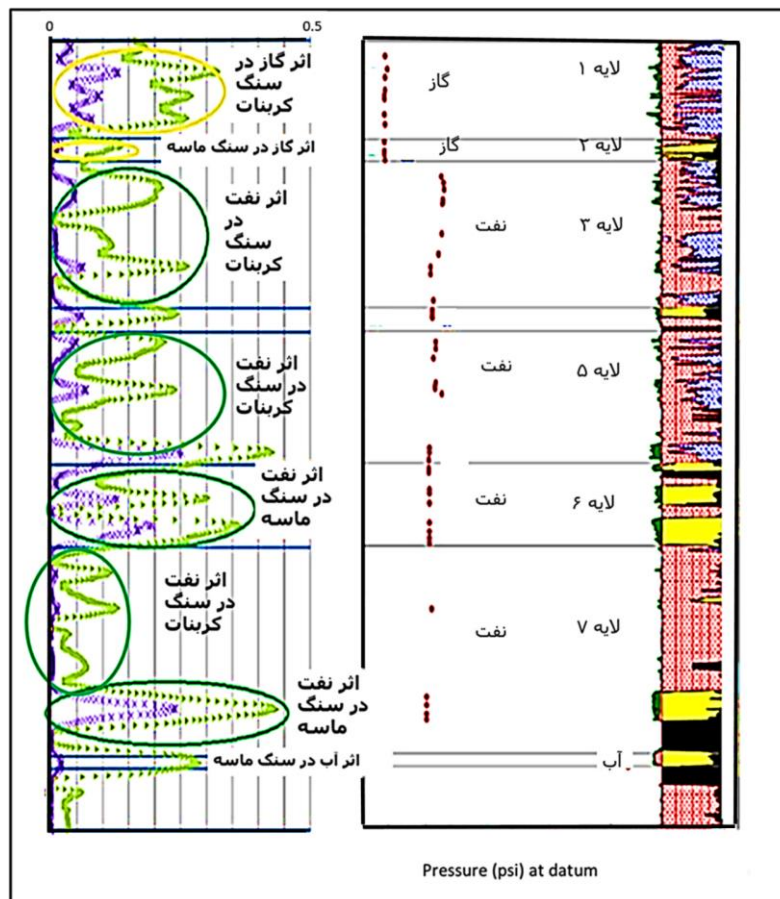 0
0.5
اثر گاز در
سنگ
کربنات
اثر گاز در سنگ ماسه
اثر نفت
در
سنگ
کربنات
اثر نفت
در سنگ
کربنات
اثر نفت
در سنگ
ماسه
اثر نفت
در سنگ
کربنات
اثر نفت
در سنگ
ماسه
اثر آب در سنگ ماسه
گاز
لایه ۱
گاز
لایه ۲
نفت
لایه ۳
نفت
لایه ۵
نفت
لایه ۶
نفت
لایه ۷
آب
Pressure (psi) at datum